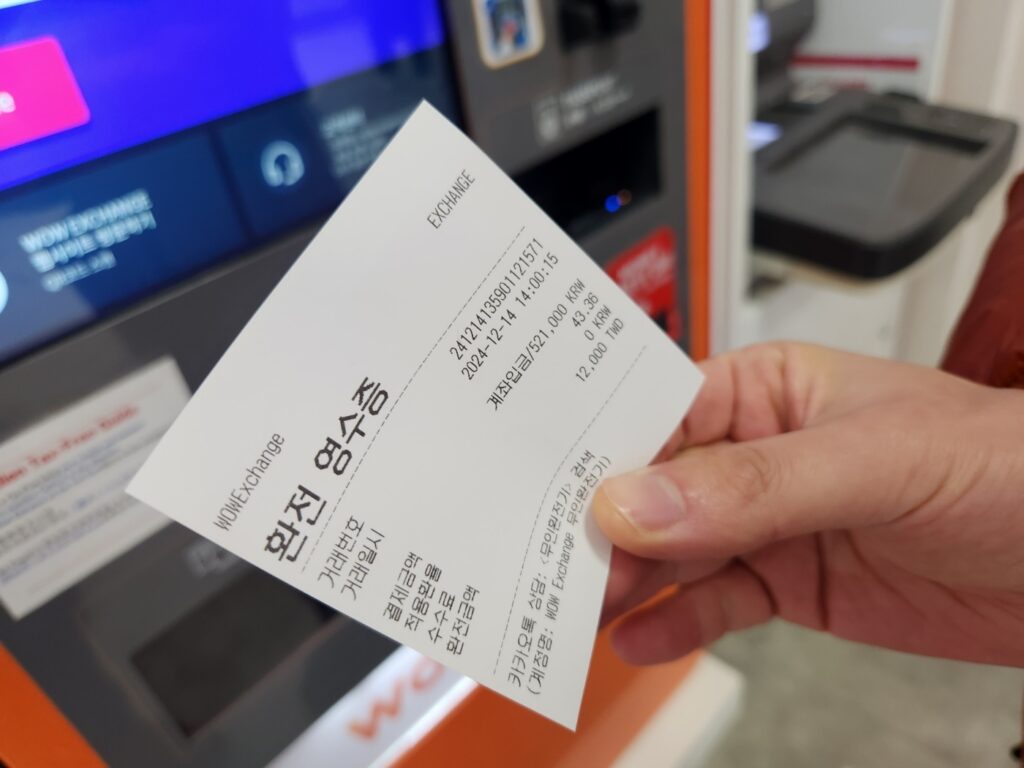 WOW EXCHANGE
WOWExchange
EXCHANGE
환전 영수증
거래번호 241214135901121571
거래일시 2024-12-14 14:00:15
결제금액 계좌입금/521,000 KRW
적용환율 43.36
수수료 0 KRW
환전금액 12,000 TWD
카카오톡 상담: <무인환전기> 검색
(계정명: WOW Exchange 무인환전기)